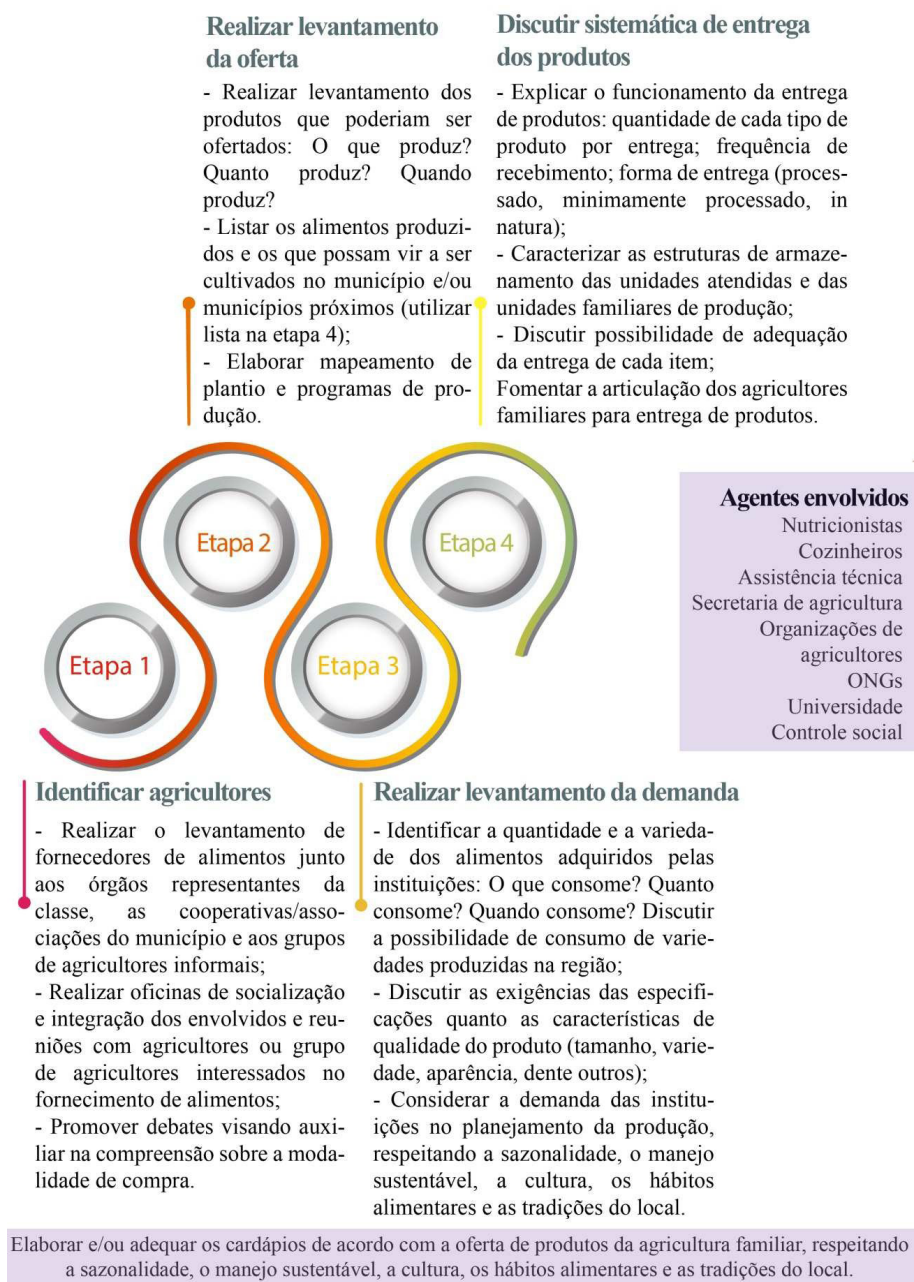 Realizar levantamento
da oferta
- Realizar levantamento dos
produtos que poderiam ser
ofertados: O que produz?
Quanto produz? Quando
produz?
- Listar os alimentos produzi-
dos e os que possam vir a ser
cultivados no município e/ou
municípios próximos (utilizar
lista na etapa 4);
- Elaborar mapeamento de
plantio e programas de pro-
dução.
Discutir sistemática de entrega
dos produtos
- Explicar o funcionamento da entrega
de produtos: quantidade de cada tipo de
produto por entrega; frequência de
recebimento; forma de entrega (proces-
sado, minimamente processado, in
natura);
- Caracterizar as estruturas de armaze-
namento das unidades atendidas e das
unidades familiares de produção;
- Discutir possibilidade de adequação
da entrega de cada item;
Fomentar a articulação dos agricultores
familiares para entrega de produtos.
Etapa 1
Etapa 2
Etapa 3
Etapa 4
Agentes envolvidos
Nutricionistas
Cozinheiros
Assistência técnica
Secretaria de agricultura
Organizações de
agricultores
ONGs
Universidade
Controle social
Identificar agricultores
- Realizar o levantamento de
fornecedores de alimentos junto
aos órgãos representantes da
classe, as cooperativas/asso-
ciações do município e aos grupos
de agricultores informais;
- Realizar oficinas de socialização
e integração dos envolvidos e reu-
niões com agricultores ou grupo
de agricultores interessados no
fornecimento de alimentos;
- Promover debates visando auxi-
liar na compreensão sobre a moda-
lidade de compra.
Realizar levantamento da demanda
- Identificar a quantidade e a varieda-
de dos alimentos adquiridos pelas
instituições: O que consome? Quanto
consome? Quando consome? Discutir
a possibilidade de consumo de varie-
dades produzidas na região;
- Discutir as exigências das especifi-
cações quanto as características de
qualidade do produto (tamanho, varie-
dade, aparência, dente outros);
- Considerar a demanda das institu-
ições no planejamento da produção,
respeitando a sazonalidade, o manejo
sustentável, a cultura, os hábitos
alimentares e as tradições do local.
Elaborar e/ou adequar os cardápios de acordo com a oferta de produtos da agricultura familiar, respeitando
a sazonalidade, o manejo sustentável, a cultura, os hábitos alimentares e as tradições do local.